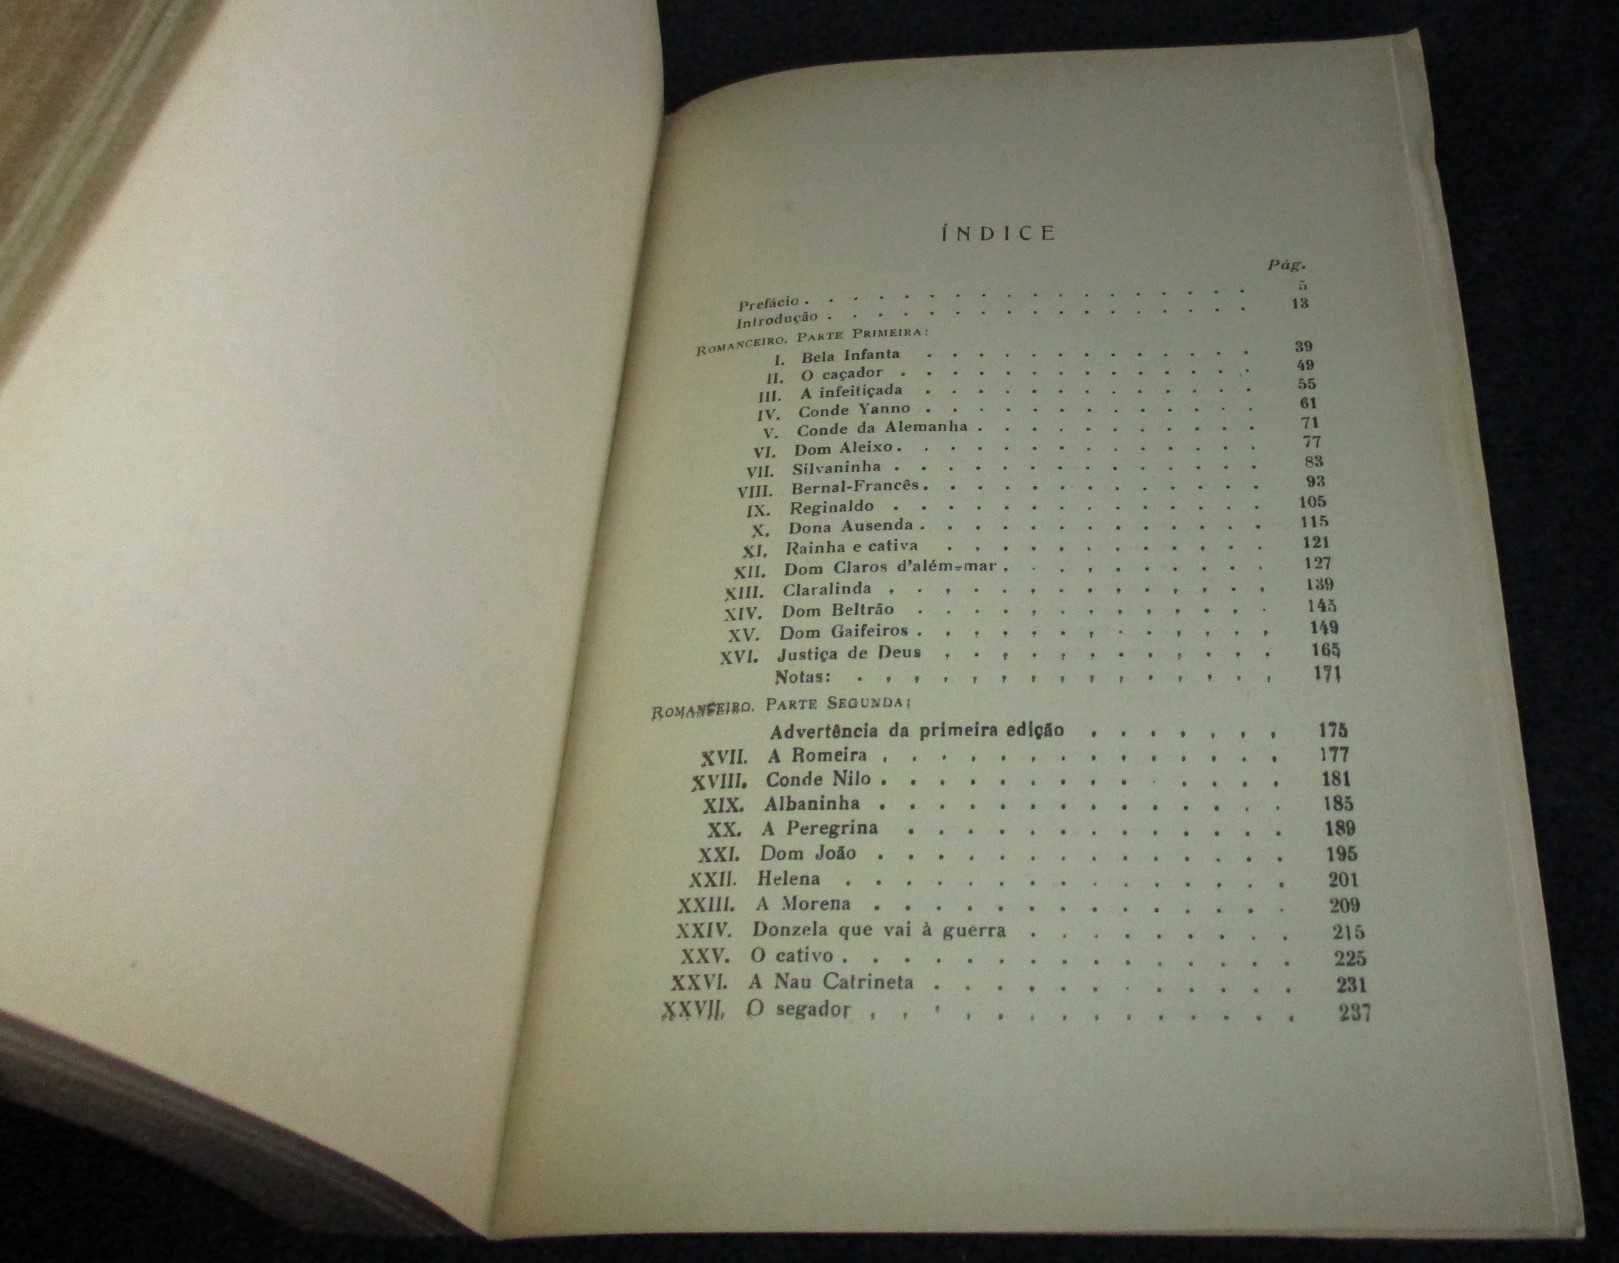 ÍNDICE
Pág.
Prefácio . . . . . . . . . . . . . . . . . . 5
Introdução . . . . . . . . . . . . . . . . . 13
ROMANCEIRO. PARTE PRIMEIRA:
I. Bela Infanta . . . . . . . . . . . . . 39
II. O caçador . . . . . . . . . . . . . . 49
III. A infeitiçada . . . . . . . . . . . . . 55
IV. Conde Yanno . . . . . . . . . . . . . 61
V. Conde da Alemanha . . . . . . . . . . . 71
VI. Dom Aleixo . . . . . . . . . . . . . . 77
VII. Silvaninha . . . . . . . . . . . . . . 83
VIII. Bernal-Francês . . . . . . . . . . . . . 93
IX. Reginaldo . . . . . . . . . . . . . . 105
X. Dona Ausenda . . . . . . . . . . . . . 115
XI. Rainha e cativa . . . . . . . . . . . . 121
XII. Dom Claros d'além-mar . . . . . . . . . . 127
XIII. Claralinda . . . . . . . . . . . . . . 139
XIV. Dom Beltrão . . . . . . . . . . . . . 145
XV. Dom Gaifeiros . . . . . . . . . . . . . 149
XVI. Justiça de Deus . . . . . . . . . . . . 165
Notas: . . . . . . . . . . . . . . . 171
ROMANCEIRO. PARTE SEGUNDA:
Advertência da primeira edição . . . . . . . 175
XVII. A Romeira . . . . . . . . . . . . . . 177
XVIII. Conde Nilo . . . . . . . . . . . . . . 181
XIX. Albaninha . . . . . . . . . . . . . . 185
XX. A Peregrina . . . . . . . . . . . . . 189
XXI. Dom João . . . . . . . . . . . . . . 195
XXII. Helena . . . . . . . . . . . . . . . 201
XXIII. A Morena . . . . . . . . . . . . . . 209
XXIV. Donzela que vai à guerra . . . . . . . . . 215
XXV. O cativo . . . . . . . . . . . . . . . 225
XXVI. A Nau Catrineta . . . . . . . . . . . . 231
XXVII. O segador . . . . . . . . . . . . . . 237